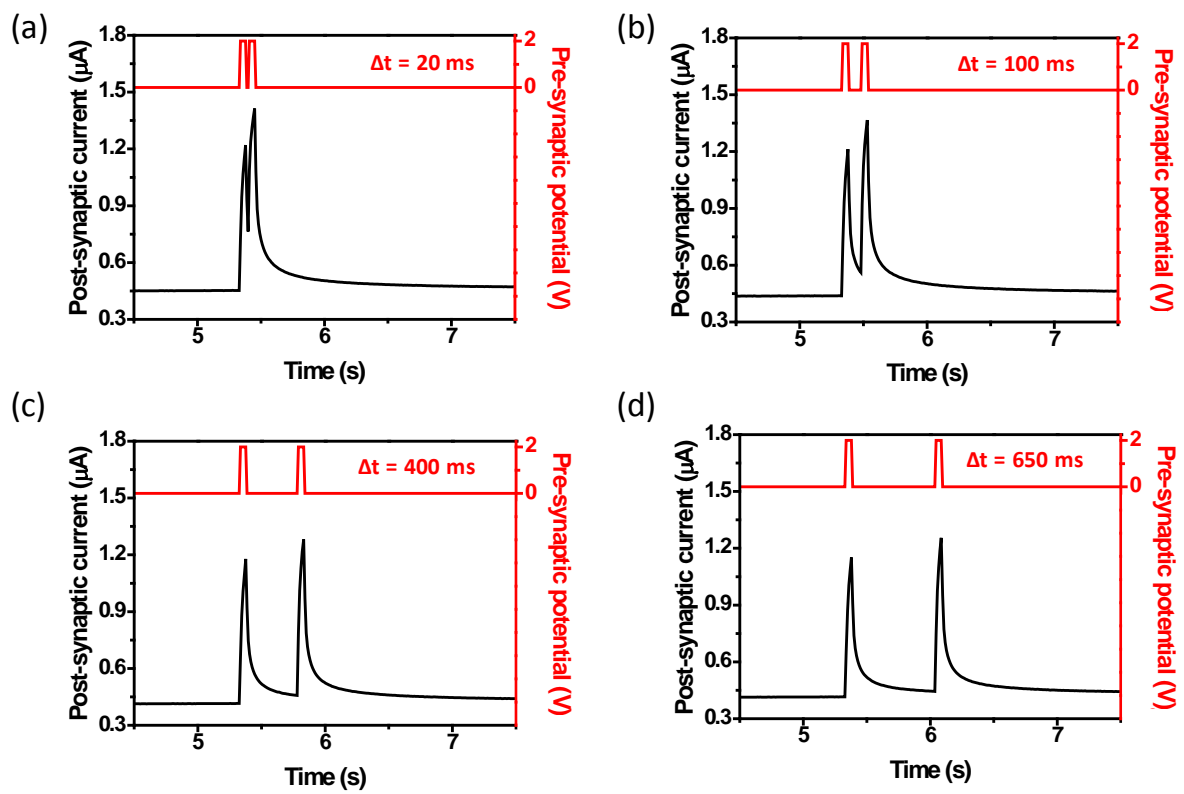 (a)
Post-synaptic current (µA)
1.8
1.5
1.2
0.9
0.6
0.3
5
6
7
Time (s)
Δt = 20 ms
2
0
Pre-synaptic potential (V)
(b)
Post-synaptic current (µA)
1.8
1.5
1.2
0.9
0.6
0.3
5
6
7
Time (s)
Δt = 100 ms
2
0
Pre-synaptic potential (V)
(c)
Post-synaptic current (µA)
1.8
1.5
1.2
0.9
0.6
0.3
5
6
7
Time (s)
Δt = 400 ms
2
0
Pre-synaptic potential (V)
(d)
Post-synaptic current (µA)
1.8
1.5
1.2
0.9
0.6
0.3
5
6
7
Time (s)
Δt = 650 ms
2
0
Pre-synaptic potential (V)